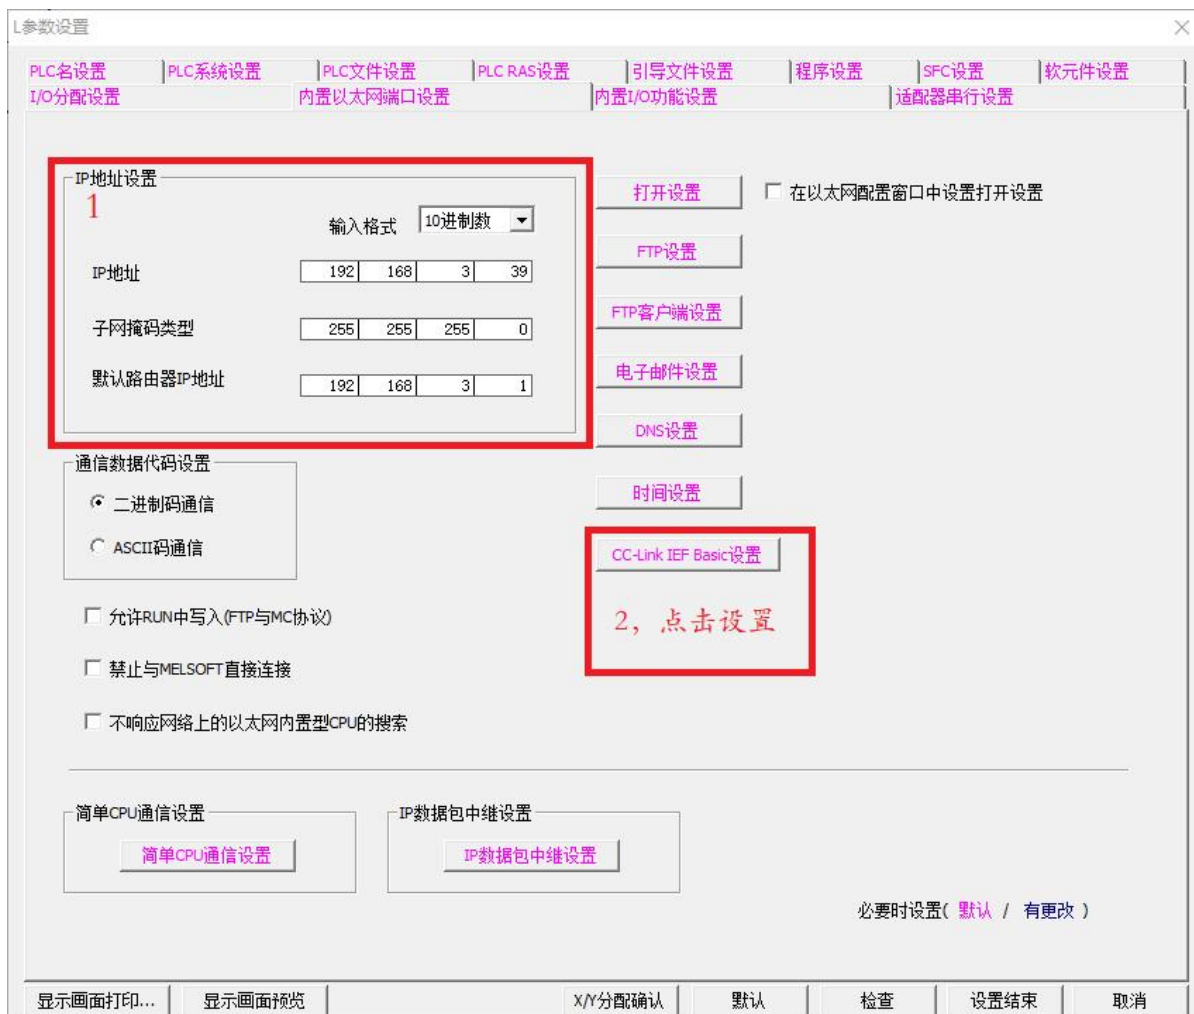 L参数设置
PLC名设置 PLC系统设置 PLC文件设置 PLC RAS设置 引导文件设置 程序设置 SFC设置 软元件设置
I/O分配设置 内置以太网端口设置 内置I/O功能设置 适配器串行设置
IP地址设置
1
输入格式 10进制数
IP地址 192 168 3 39
子网掩码类型 255 255 255 0
默认路由器IP地址 192 168 3 1
打开设置 在以太网配置窗口中设置打开设置
FTP设置
FTP客户端设置
电子邮件设置
DNS设置
时间设置
CC-Link IEF Basic设置
2，点击设置
通信数据代码设置
二进制码通信
ASCII码通信
允许RUN中写入(FTP与MC协议)
禁止与MELSOFT直接连接
不响应网络上的以太网内置型CPU的搜索
简单CPU通信设置
简单CPU通信设置
IP数据包中继设置
IP数据包中继设置
必要时设置( 默认 / 有更改 )
显示画面打印... 显示画面预览 X/Y分配确认 默认 检查 设置结束 取消